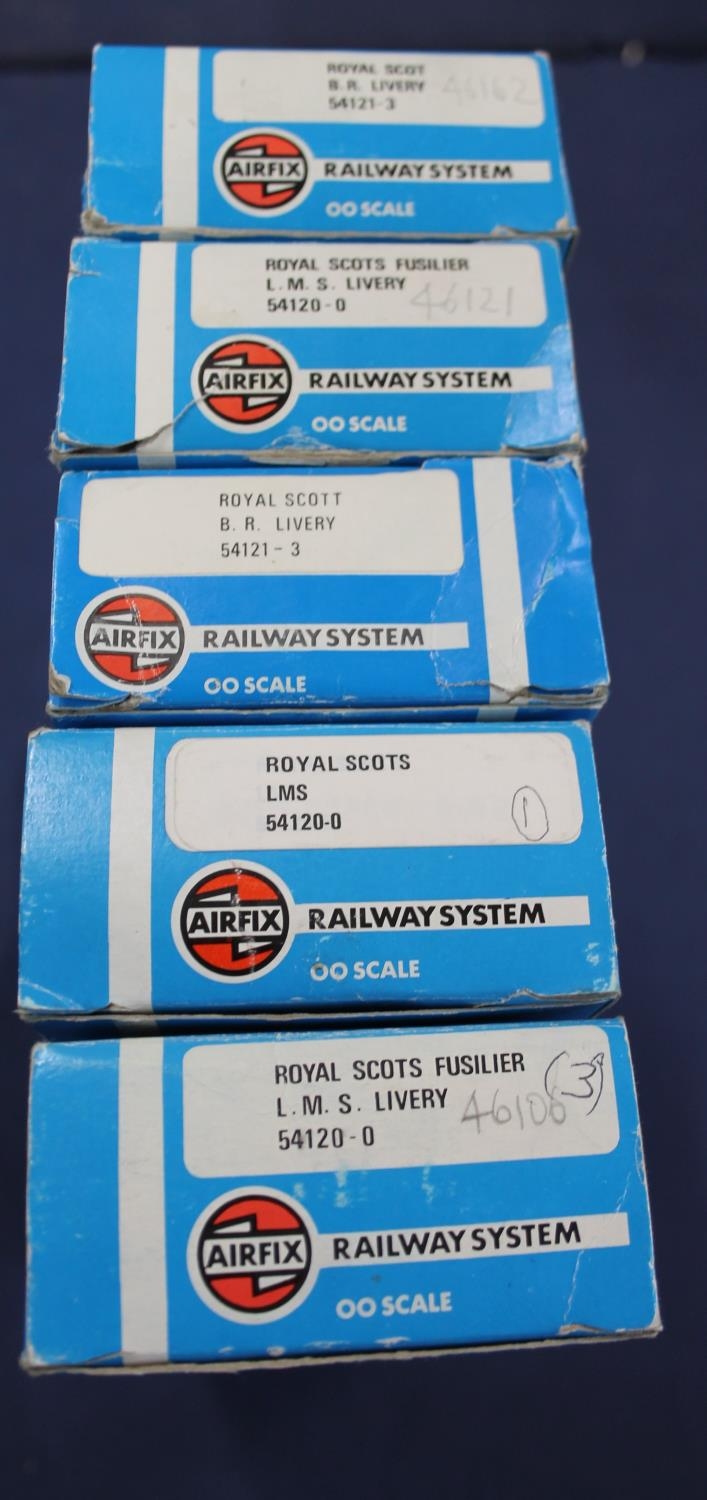 ROYAL SCOT
B. R. LIVERY 46162
54121-3
AIRFIX RAILWAY SYSTEM
OO SCALE
ROYAL SCOTS FUSILIER
L. M. S. LIVERY 46121
54120-0
AIRFIX RAILWAY SYSTEM
OO SCALE
ROYAL SCOTT
B. R. LIVERY
54121-3
AIRFIX RAILWAY SYSTEM
OO SCALE
ROYAL SCOTS
LMS
54120-0 1
AIRFIX RAILWAY SYSTEM
OO SCALE
ROYAL SCOTS FUSILIER (3)
L. M. S. LIVERY 46106
54120-0
AIRFIX RAILWAY SYSTEM
OO SCALE